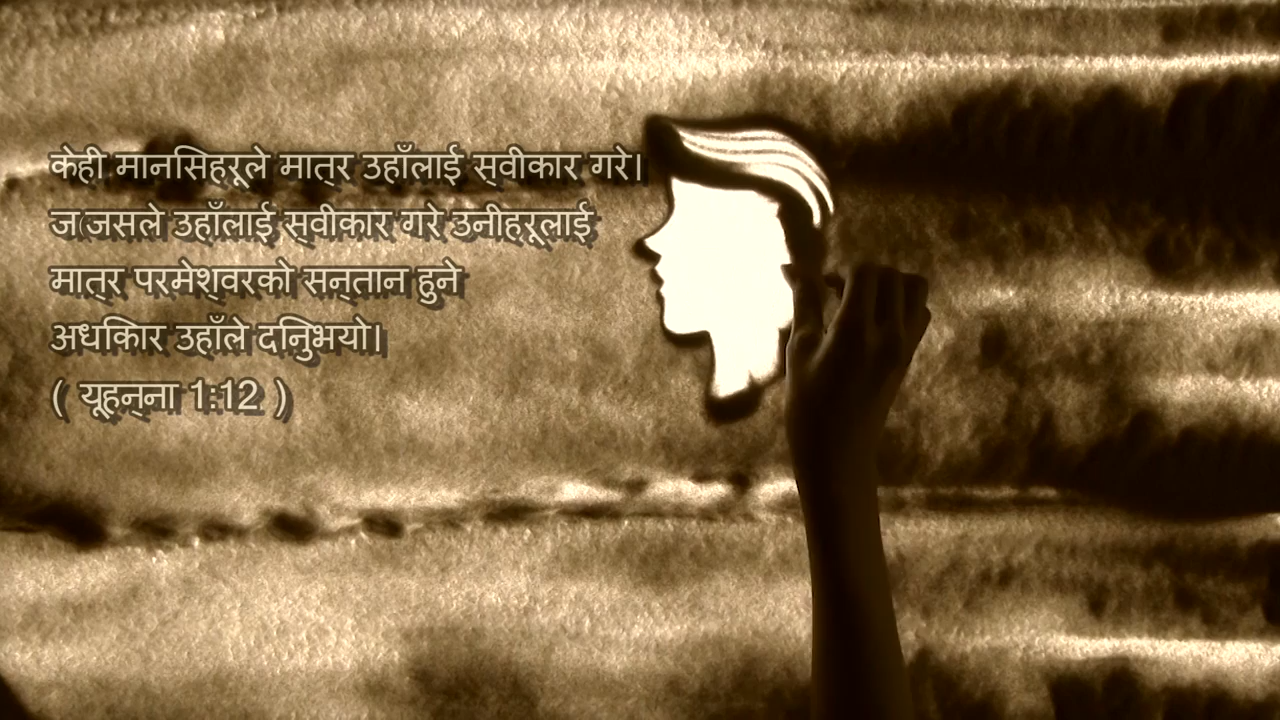 केही मानसिहरूले मात्‌र उहाँलाई स्‌वीकार गरे।
ज(जसले उहाँलाई स्‌वीकार गरे उनीहरूलाई
मात्‌र परमेश्‌वरको सन्‌तान हुने
अधकिार उहाँले दनिुभयो।
( यूहन्‌ना 1:12 )